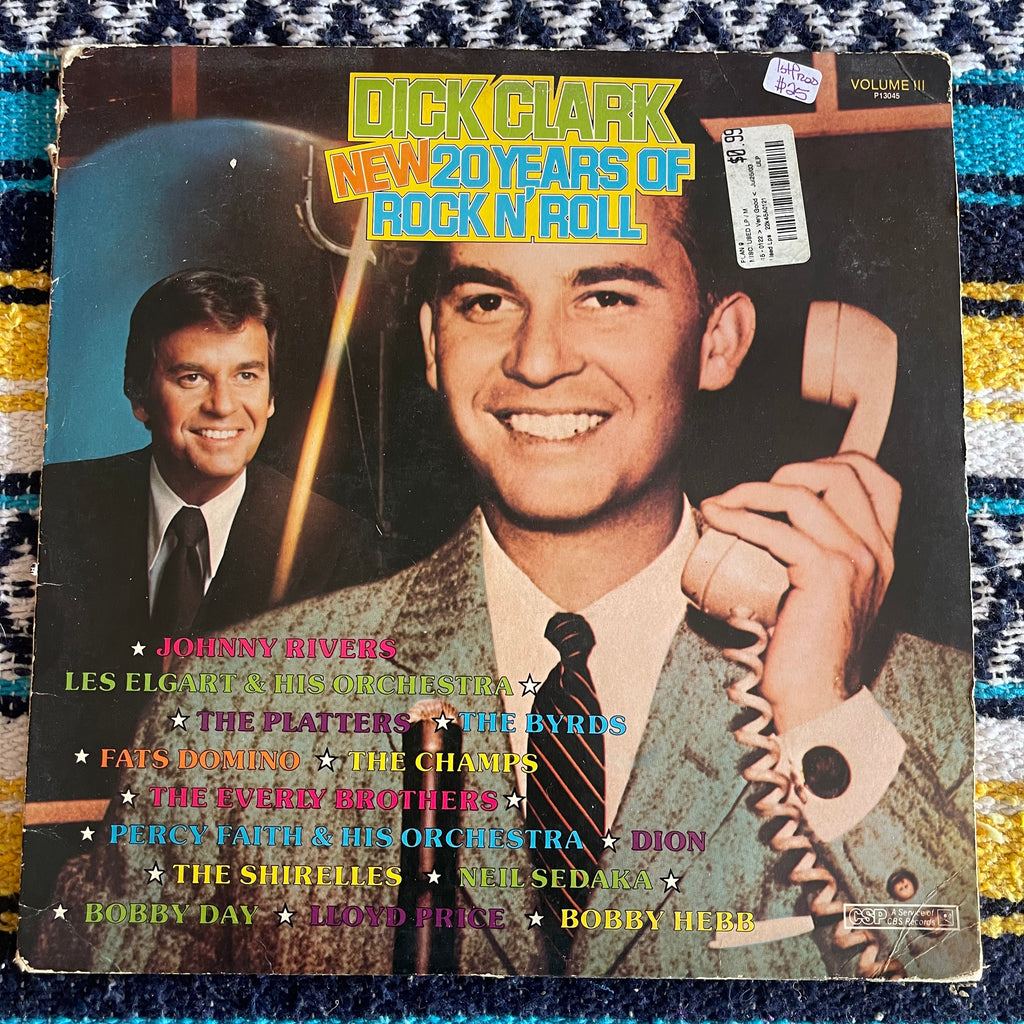 DICK CLARK
NEW 20 YEARS OF
ROCK N' ROLL
VOLUME III
P13045
$25
$0.99
★ JOHNNY RIVERS
LES ELGART & HIS ORCHESTRA ★
★ THE PLATTERS ★ THE BYRDS
★ FATS DOMINO ★ THE CHAMPS
★ THE EVERLY BROTHERS ★
★ PERCY FAITH & HIS ORCHESTRA ★ DION
★ THE SHIRELLES ★ NEIL SEDAKA ★
★ BOBBY DAY ★ LLOYD PRICE ★ BOBBY HEBB
CSP A Service of
CBS Records